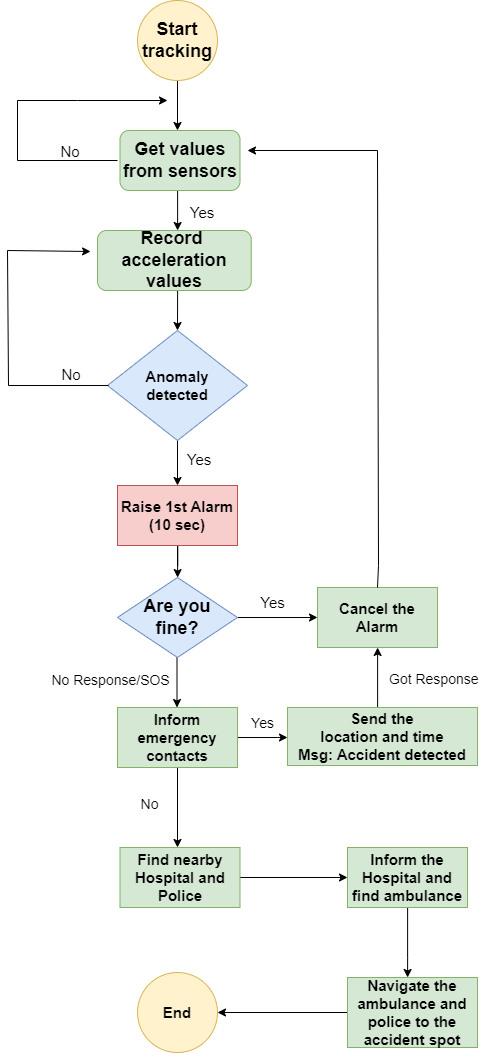 Start
tracking
No
Get values
from sensors
Yes
Record
acceleration
values
No
Anomaly
detected
Yes
Raise 1st Alarm
(10 sec)
Are you
fine?
Yes
Cancel the
Alarm
No Response/SOS
Got Response
Inform
emergency
contacts
Yes
Send the
location and time
Msg: Accident detected
No
Find nearby
Hospital and
Police
Inform the
Hospital and
find ambulance
Navigate the
ambulance and
police to the
accident spot
End